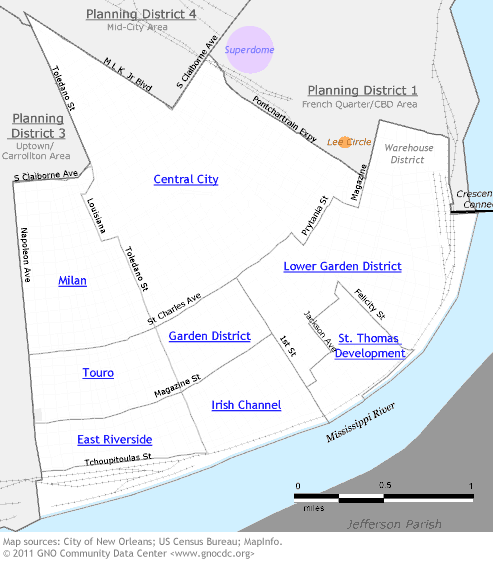 Planning District 4
Mid-City Area
Superdome
S Claiborne Ave
M L K Jr Blvd
Toledano St
Planning District 1
French Quarter/CBD Area
Pontchartrain Expy
Planning
District 3
Uptown/
Carrollton Area
Lee Circle
Warehouse
District
S Claiborne Ave
Central City
Magazine
Crescent
Conne
Louisiana
Prytania St
Napoleon Ave
Toledano St
Milan
Lower Garden District
St Charles Ave
Felicity St
Jackson Ave
Garden District
1st St
St. Thomas
Development
Touro
Magazine St
Irish Channel
Mississippi River
East Riverside
Tchoupitoulas St
0 0.5 1
miles
Jefferson Parish
Map sources: City of New Orleans; US Census Bureau; MapInfo.
© 2011 GNO Community Data Center <www.gnocdc.org>